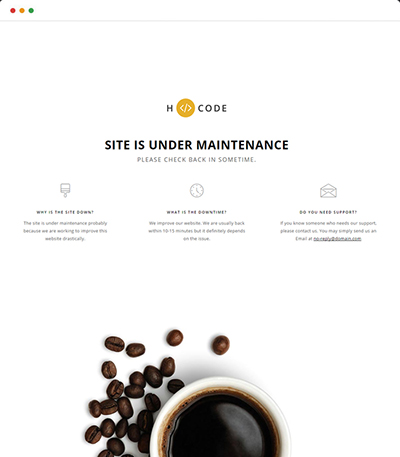 H </> CODE
SITE IS UNDER MAINTENANCE
PLEASE CHECK BACK IN SOMETIME.
WHY IS THE SITE DOWN?
The site is under maintenance probably
because we are working to improve this
website drastically.
WHAT IS THE DOWNTIME?
We improve our website. We are usually back
within 10-15 minutes but it definitely depends
on the issue.
DO YOU NEED SUPPORT?
If you know someone who needs our support,
please contact us. You may simply send us an
Email at no-reply@domain.com